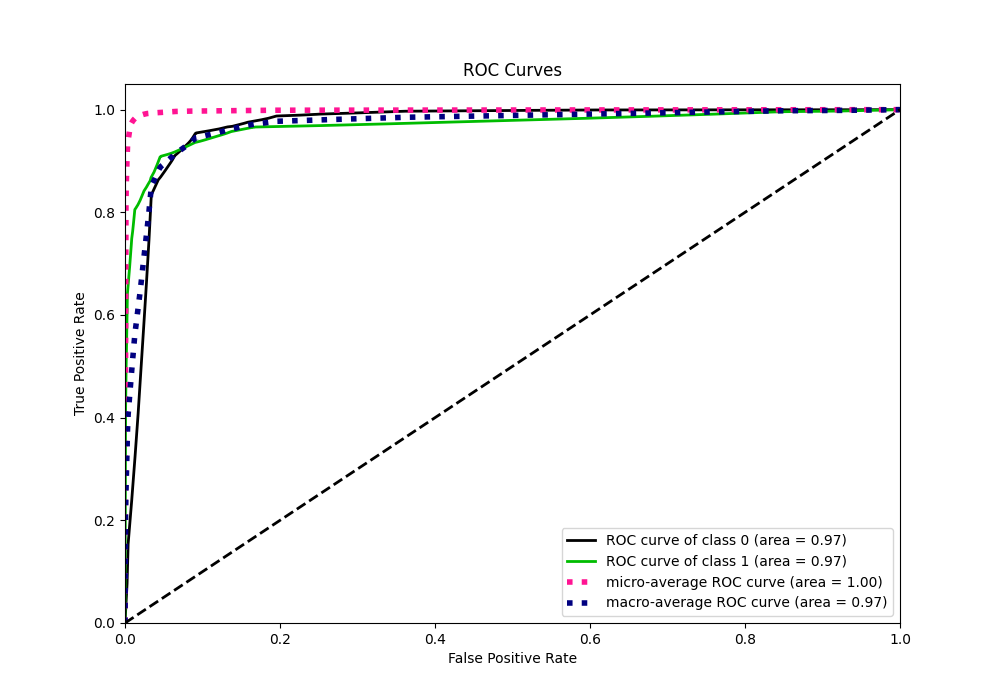 ROC Curves
True Positive Rate
1.0
0.8
0.6
0.4
0.2
0.0
0.0 0.2 0.4 0.6 0.8 1.0
False Positive Rate
ROC curve of class 0 (area = 0.97)
ROC curve of class 1 (area = 0.97)
micro-average ROC curve (area = 1.00)
macro-average ROC curve (area = 0.97)